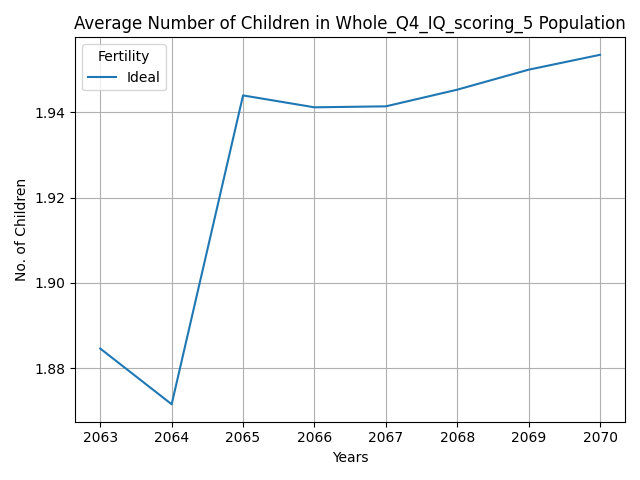 Average Number of Children in Whole_Q4_IQ_scoring_5 Population
Fertility
Ideal
No. of Children
1.94
1.92
1.90
1.88
2063 2064 2065 2066 2067 2068 2069 2070
Years